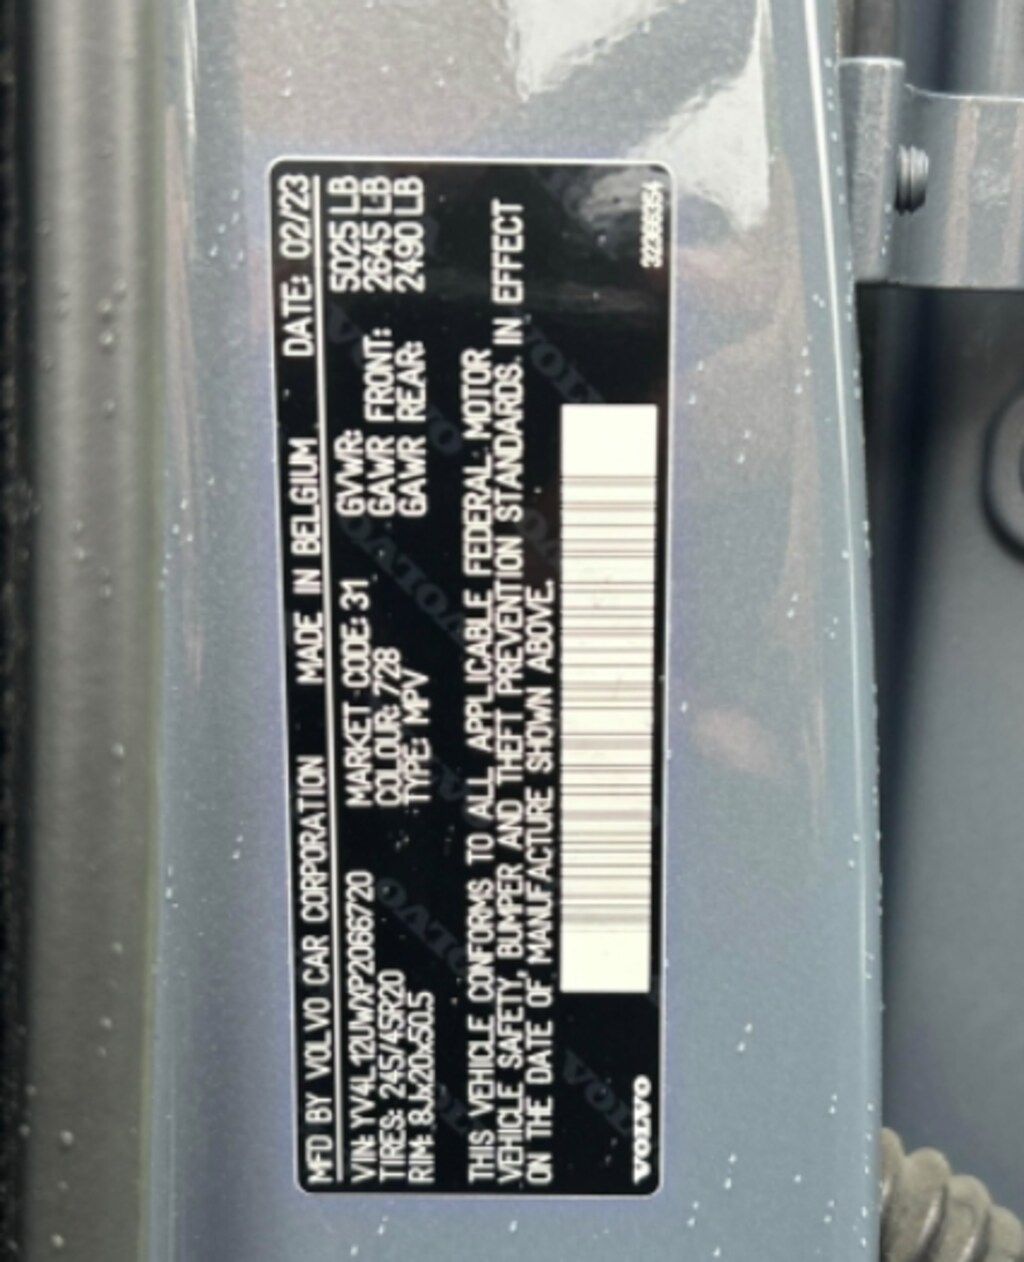 MFD BY VOLVO CAR CORPORATION MADE IN BELGIUM DATE: 02/23
VIN: YV4L12UWXP2066720 MARKET CODE: 31 GVWR: 5025 LB
TIRES: 245/45R20 COLOUR: 728 GAWR FRONT: 2645 LB
RIM: 8Jx20x50.5 TYPE: MPV GAWR REAR: 2490 LB
THIS VEHICLE CONFORMS TO ALL APPLICABLE FEDERAL MOTOR
VEHICLE SAFETY, BUMPER AND THEFT PREVENTION STANDARDS IN EFFECT
ON THE DATE OF MANUFACTURE SHOWN ABOVE.
VOLVO 32366354